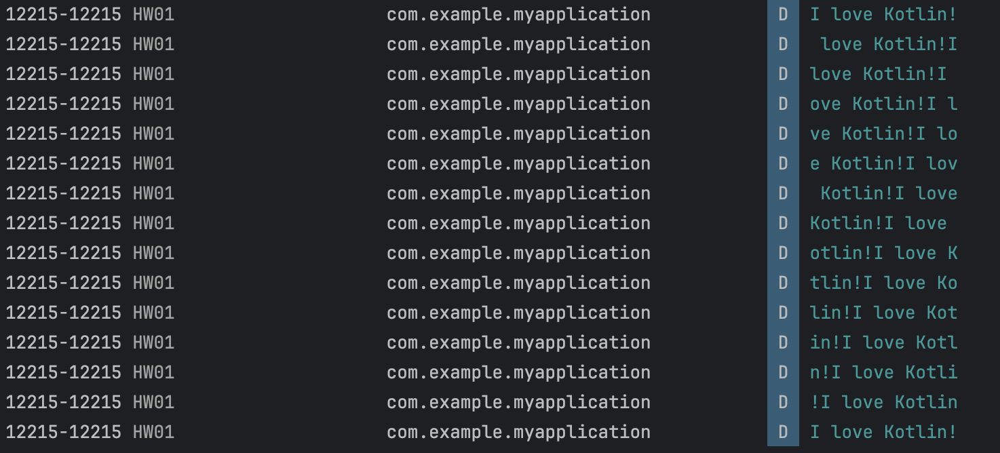 12215-12215 HW01 com.example.myapplication D I love Kotlin!
12215-12215 HW01 com.example.myapplication D  love Kotlin!I
12215-12215 HW01 com.example.myapplication D love Kotlin!I 
12215-12215 HW01 com.example.myapplication D ove Kotlin!I l
12215-12215 HW01 com.example.myapplication D ve Kotlin!I lo
12215-12215 HW01 com.example.myapplication D e Kotlin!I lov
12215-12215 HW01 com.example.myapplication D  Kotlin!I love
12215-12215 HW01 com.example.myapplication D Kotlin!I love 
12215-12215 HW01 com.example.myapplication D otlin!I love K
12215-12215 HW01 com.example.myapplication D tlin!I love Ko
12215-12215 HW01 com.example.myapplication D lin!I love Kot
12215-12215 HW01 com.example.myapplication D in!I love Kotl
12215-12215 HW01 com.example.myapplication D n!I love Kotli
12215-12215 HW01 com.example.myapplication D !I love Kotlin
12215-12215 HW01 com.example.myapplication D I love Kotlin!